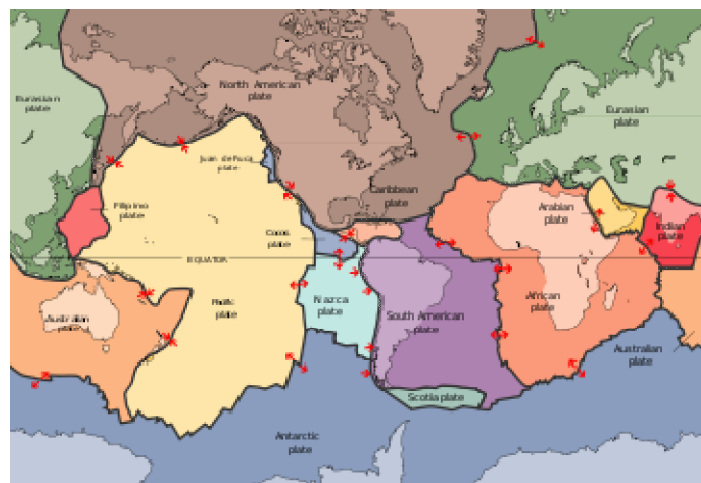 North American
plate
Eurasian
plate
Eurasian
plate
Juan de Fuca
plate
Caribbean
plate
Filipino
plate
Arabian
plate
Cocos
plate
Indian
plate
EQUATOR
Pacific
plate
Nazca
plate
African
plate
Australian
plate
South American
plate
Australian
plate
Scotia plate
Antarctic
plate